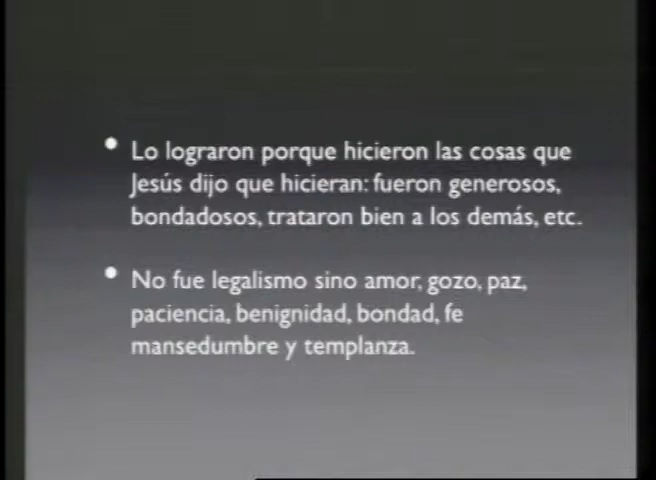 • Lo lograron porque hicieron las cosas que
Jesús dijo que hicieran: fueron generosos,
bondadosos, trataron bien a los demás, etc.
• No fue legalismo sino amor, gozo, paz,
paciencia, benignidad, bondad, fe
mansedumbre y templanza.